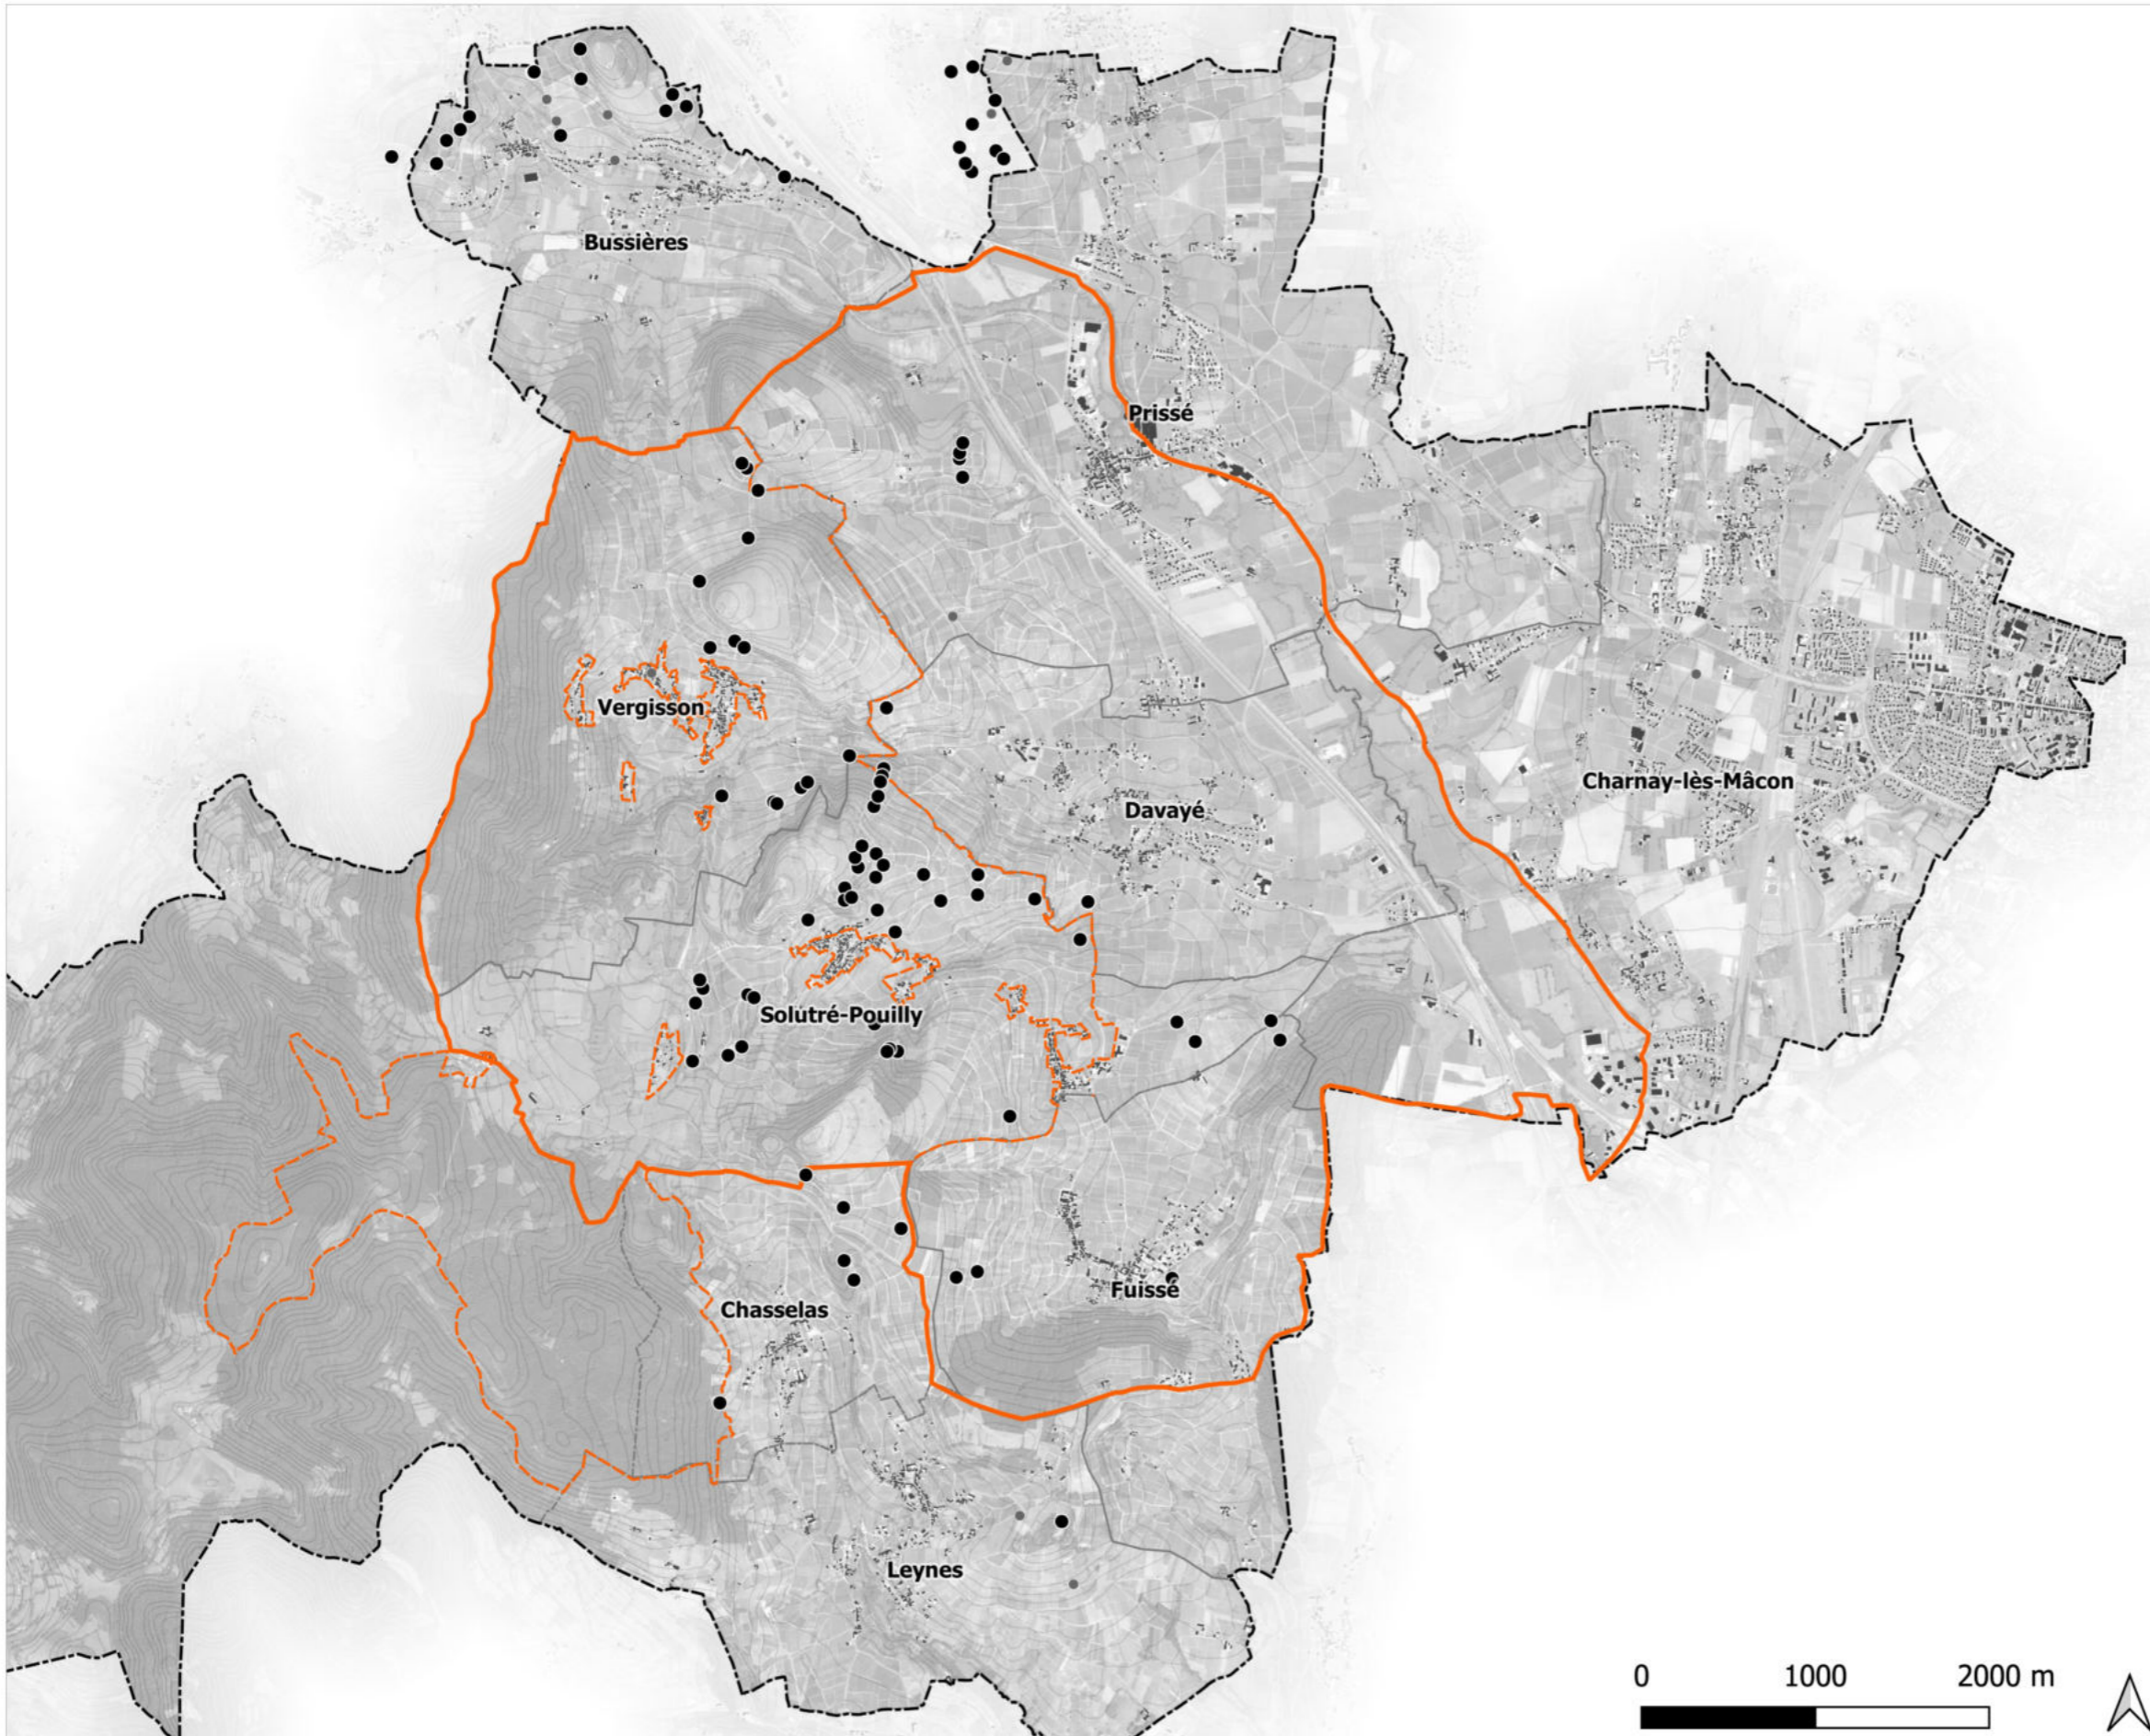 Bussières
Prissé
Vergisson
Charnay-lès-Mâcon
Davayé
Solutré-Pouilly
Fuissé
Chasselas
Leynes
0 1000 2000 m